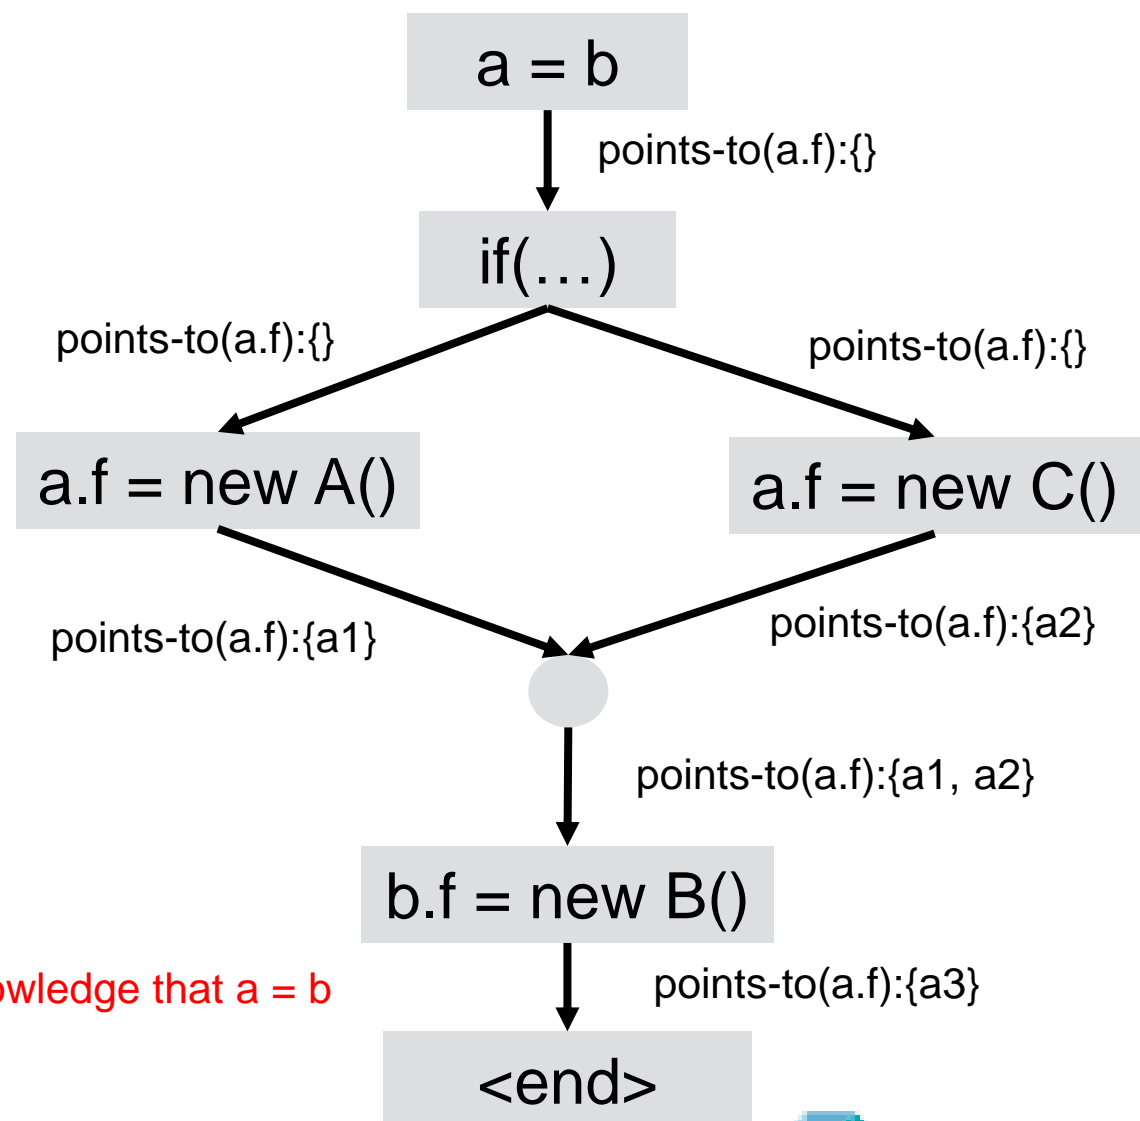 a = b
points-to(a.f):{}
if(…)
points-to(a.f):{}
points-to(a.f):{}
a.f = new A()
a.f = new C()
points-to(a.f):{a1}
points-to(a.f):{a2}
points-to(a.f):{a1, a2}
b.f = new B()
that a = b
points-to(a.f):{a3}
<end>